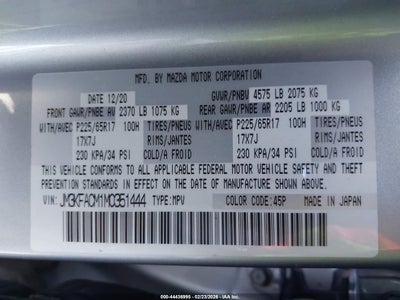 MFD. BY MAZDA MOTOR CORPORATION
DATE 12/20 GVWR/PNBV 4575 LB 2075 KG
FRONT GAWR/PNBE AV 2370 LB 1075 KG REAR GAWR/PNBE AR 2205 LB 1000 KG
WITH/AVEC P225/65R17 100H TIRES/PNEUS WITH/AVEC P225/65R17 100H TIRES/PNEUS
17X7J RIMS/JANTES 17X7J RIMS/JANTES
230 KPA/34 PSI COLD/A FROID 230 KPA/34 PSI COLD/A FROID
THIS VEHICLE CONFORMS TO ALL APPLICABLE FEDERAL MOTOR VEHICLE SAFETY,
BUMPER, AND THEFT PREVENTION STANDARDS IN EFFECT ON THE DATE OF MANUFACTURE
SHOWN ABOVE.
VIN: JM3KFACM1M0351444 TYPE:MPV COLOR CODE:45P MADE IN JAPAN
000-44436995 - 02/23/2026 - IAAI.COM